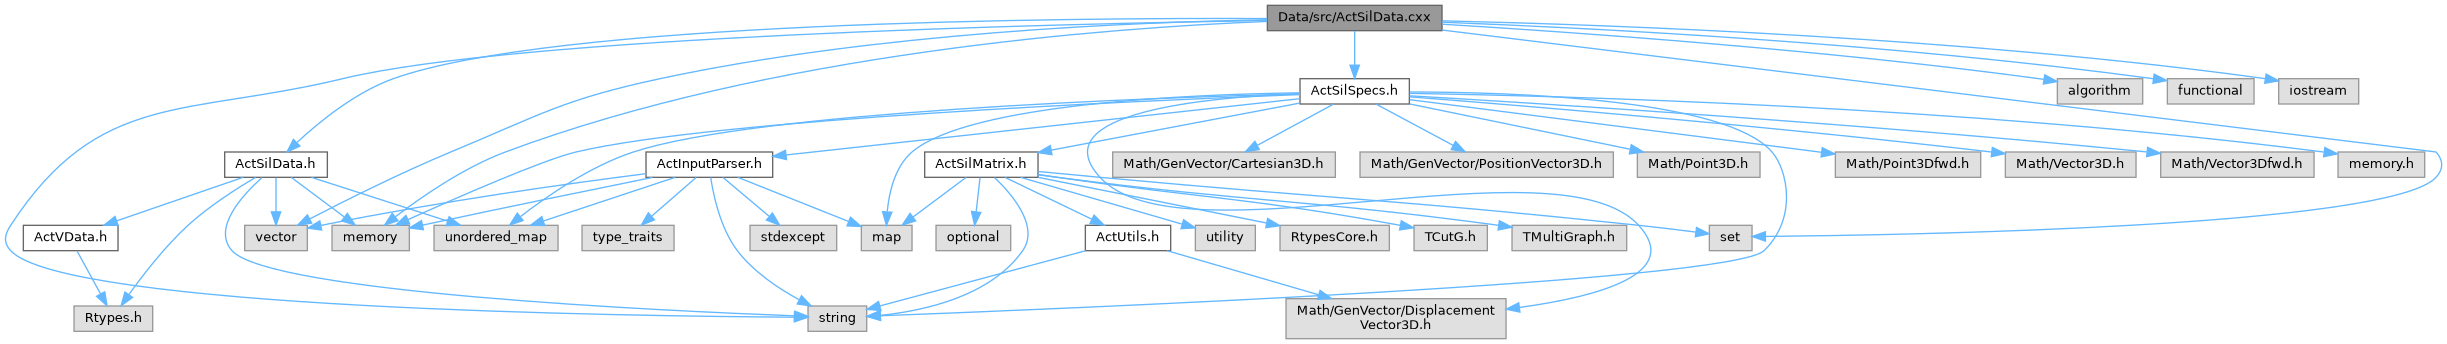 Data/src/ActSilData.cxx
ActSilSpecs.h
algorithm
functional
iostream
ActSilData.h
ActInputParser.h
ActSilMatrix.h
Math/GenVector/Cartesian3D.h
Math/GenVector/PositionVector3D.h
Math/Point3D.h
Math/Point3Dfwd.h
Math/Vector3D.h
Math/Vector3Dfwd.h
memory.h
ActVData.h
vector
memory
unordered_map
type_traits
stdexcept
map
optional
ActUtils.h
utility
RtypesCore.h
TCutG.h
TMultiGraph.h
set
Rtypes.h
string
Math/GenVector/Displacement
Vector3D.h